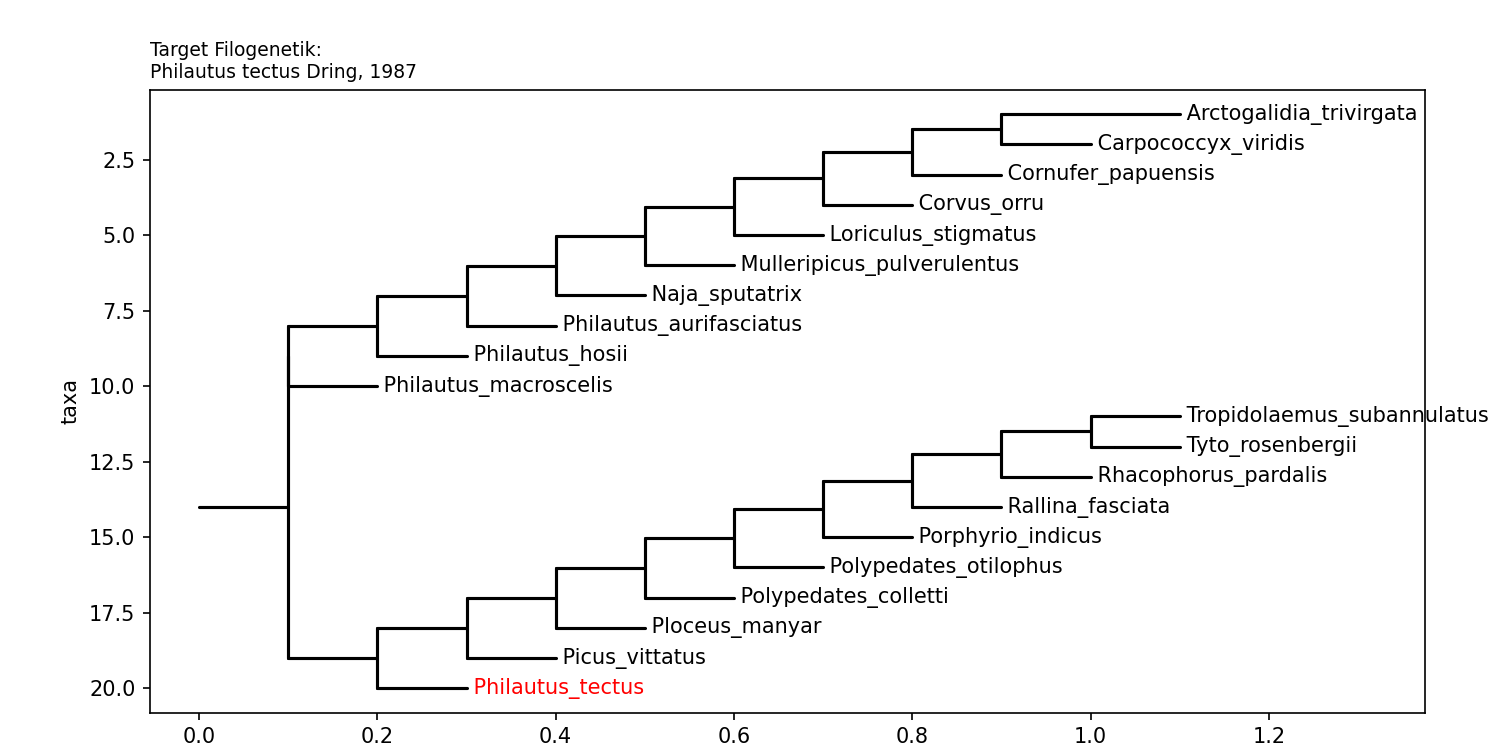 Target Filogenetik:
Philautus tectus Dring, 1987
Arctogalidia_trivirgata
Carpococcyx_viridis
2.5
Cornufer_papuensis
Corvus_orru
5.0
Loriculus_stigmatus
Mulleripicus_pulverulentus
Naja_sputatrix
7.5
Philautus_aurifasciatus
Philautus_hosii
taxa
10.0
Philautus_macroscelis
Tropidolaemus_subannulatus
Tyto_rosenbergii
12.5
Rhacophorus_pardalis
Rallina_fasciata
15.0
Porphyrio_indicus
Polypedates_otilophus
Polypedates_colletti
17.5
Ploceus_manyar
Picus_vittatus
20.0
Philautus_tectus
0.0 0.2 0.4 0.6 0.8 1.0 1.2